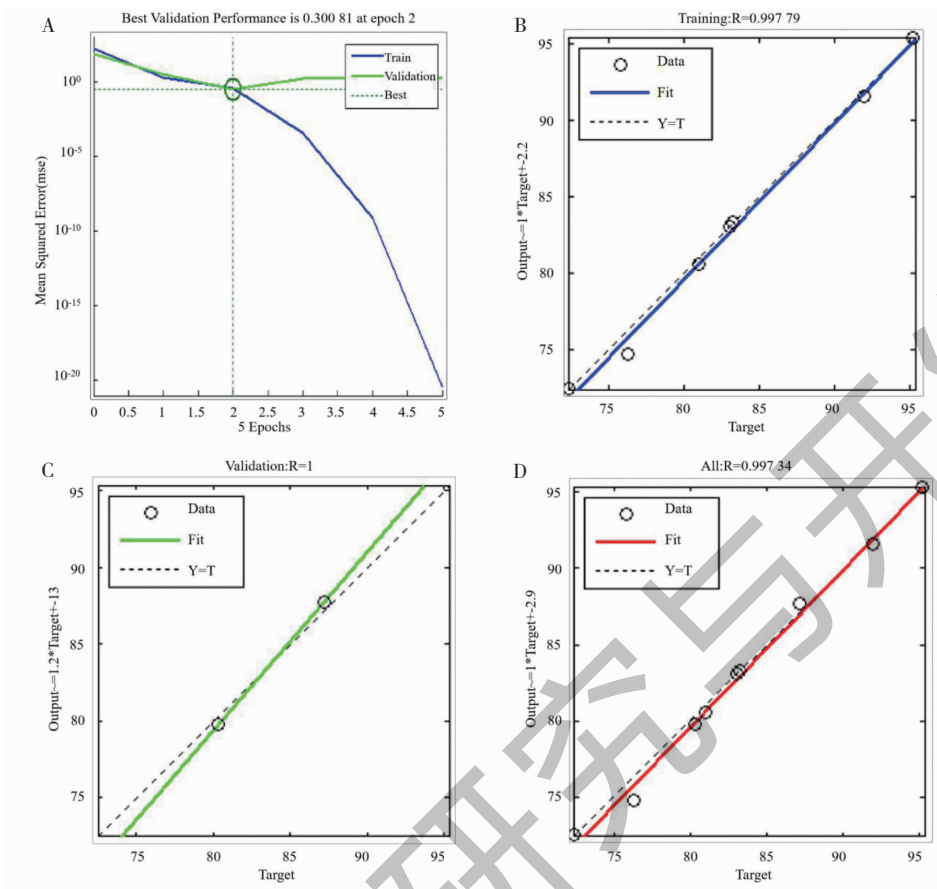 A
Best Validation Performance is 0.300 81 at epoch 2
Train
Validation
Best
Mean Squared Error(mse)
10^0
10^-5
10^-10
10^-15
10^-20
0 0.5 1 1.5 2 2.5 3 3.5 4 4.5 5
5 Epochs
B
Training:R=0.997 79
Data
Fit
Y=T
Output~=1*Target+-2.2
95
90
85
80
75
75 80 85 90 95
Target
C
Validation:R=1
Data
Fit
Y=T
Output~=1.2*Target+-13
95
90
85
80
75
75 80 85 90 95
Target
D
All:R=0.997 34
Data
Fit
Y=T
Output~=1*Target+-2.9
95
90
85
80
75
75 80 85 90 95
Target
研究与开